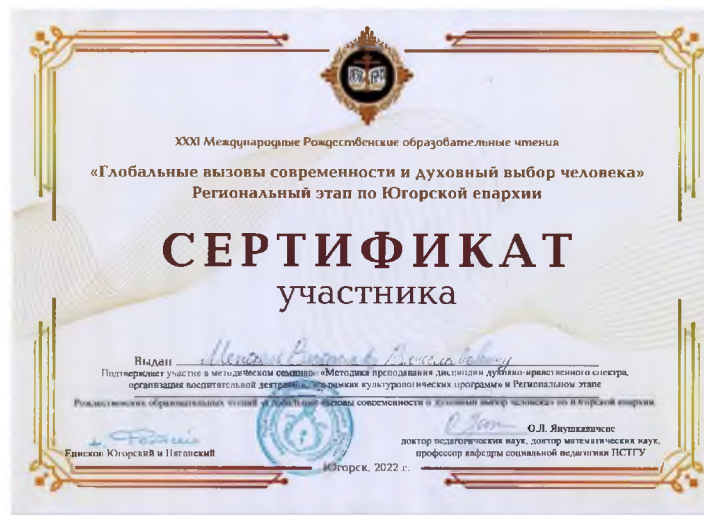 XXXI Международные Рождественские образовательные чтения
«Глобальные вызовы современности и духовный выбор человека»
Региональный этап по Югорской епархии
СЕРТИФИКАТ
участника
Выдан
Подтверждает участие в методическом семинаре «Методика преподавания дисциплин духовно-нравственного спектра,
организация воспитательной деятельности в рамках культурологических программ» и Региональном этапе
Рождественских образовательных чтений «Глобальные вызовы современности и духовный выбор человека» по Югорской епархии
Епископ Югорский и Няганский
О.Л. Янушкявичене
доктор педагогических наук, доктор математических наук,
профессор кафедры социальной педагогики ПСТГУ
Югорск, 2022 г.